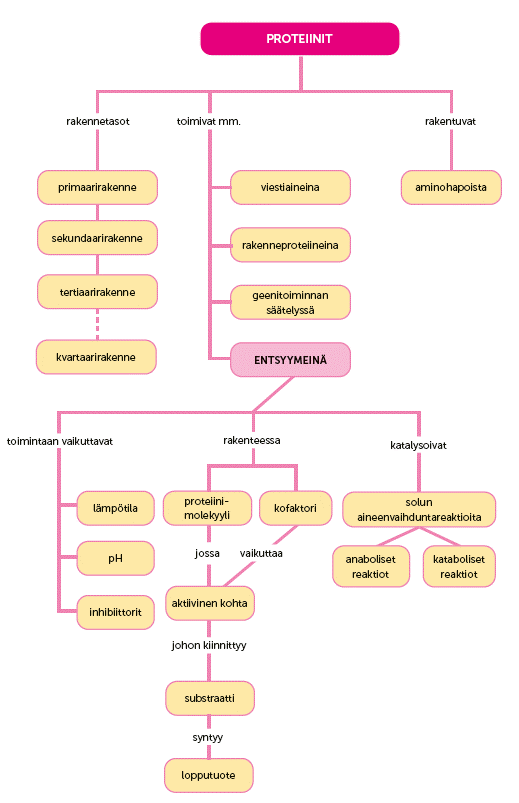 PROTEIINIT
rakennetasot
toimivat mm.
rakentuvat
primaarirakenne
viestiaineina
aminohapoista
sekundaarirakenne
rakenneproteiineina
tertiaarirakenne
geenitoiminnan
säätelyssä
kvartaarirakenne
ENTSYYMEINÄ
toimintaan vaikuttavat
rakenteessa
katalysoivat
lämpötila
proteiini-
molekyyli
kofaktori
solun
aineenvaihduntareaktioita
jossa
vaikuttaa
pH
anaboliset
reaktiot
kataboliset
reaktiot
inhibiittorit
aktiivinen kohta
johon kiinnittyy
substraatti
syntyy
lopputuote